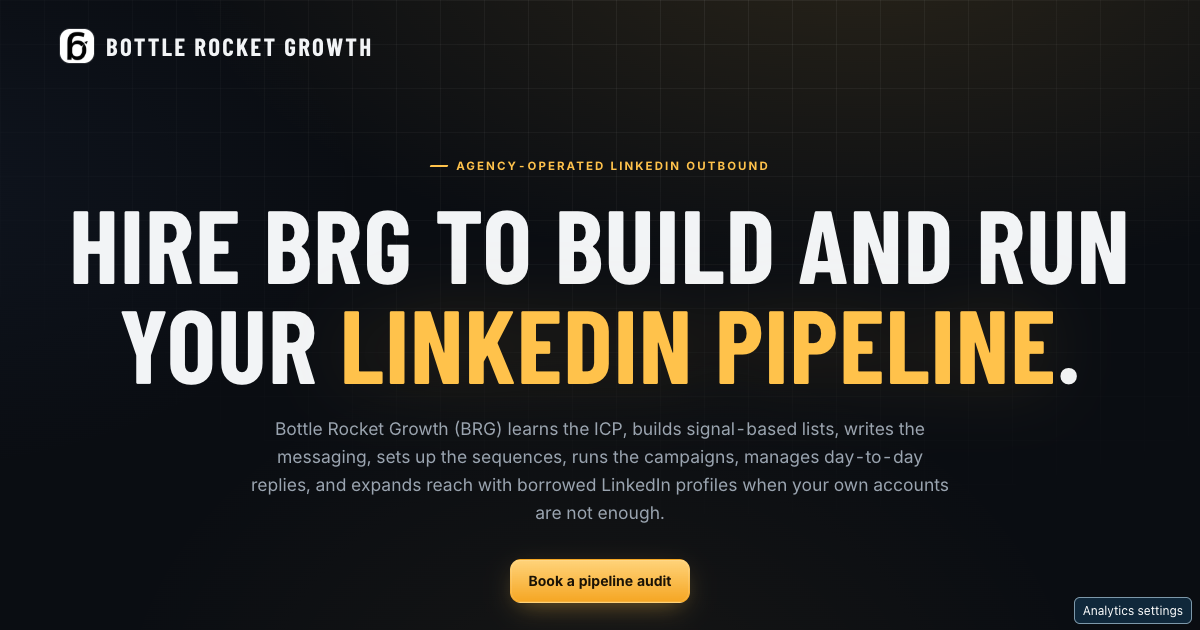 BOTTLE ROCKET GROWTH
AGENCY-OPERATED LINKEDIN OUTBOUND
HIRE BRG TO BUILD AND RUN
YOUR LINKEDIN PIPELINE.
Bottle Rocket Growth (BRG) learns the ICP, builds signal-based lists, writes the
messaging, sets up the sequences, runs the campaigns, manages day-to-day
replies, and expands reach with borrowed LinkedIn profiles when your own accounts
are not enough.
Book a pipeline audit
Analytics settings